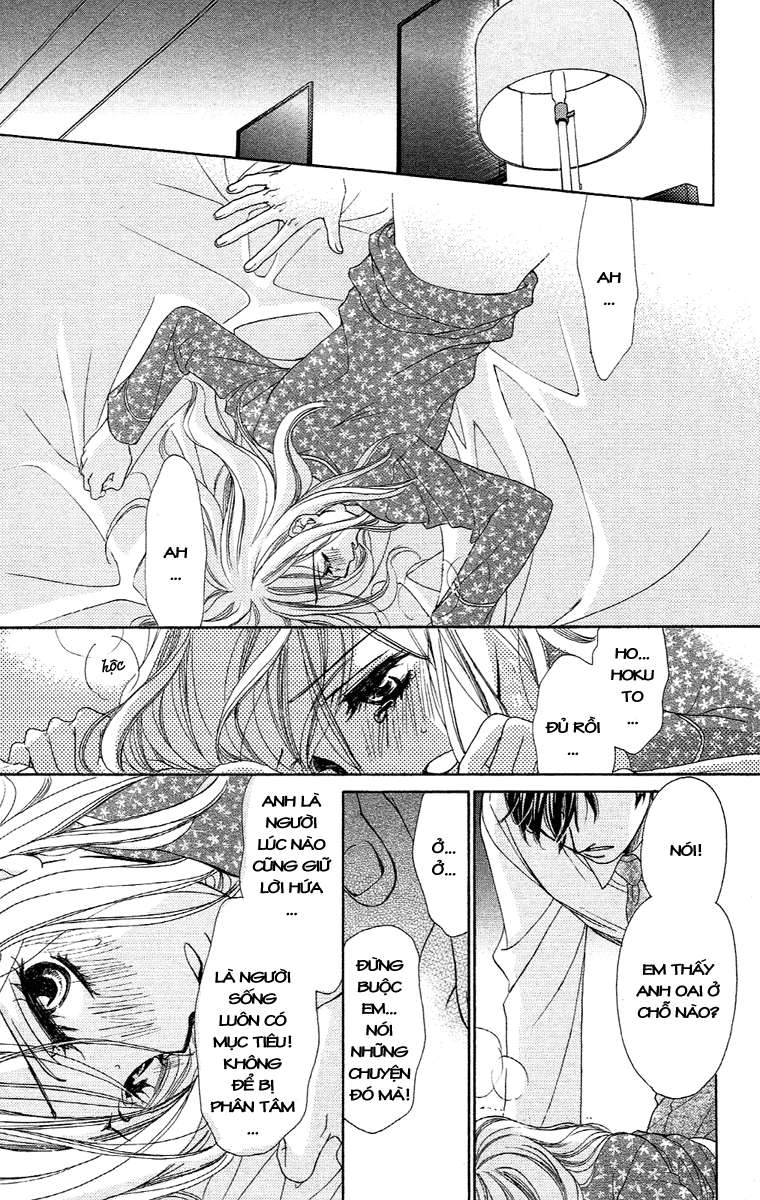 AH
...
AH
...
HO...
HOKU
TO
...
ĐỦ RỒI
...
hộc
NÓI!
EM THẤY
ANH OAI Ở
CHỖ NÀO?
Ở...
Ở...
ĐỪNG
BUỘC
EM...
NÓI
NHỮNG
CHUYỆN
ĐÓ MÀ!
ANH LÀ
NGƯỜI
LÚC NÀO
CŨNG GIỮ
LỜI HỨA
...
LÀ NGƯỜI
SỐNG
LUÔN CÓ
MỤC TIÊU!
KHÔNG
ĐỂ BỊ
PHÂN TÂM
...